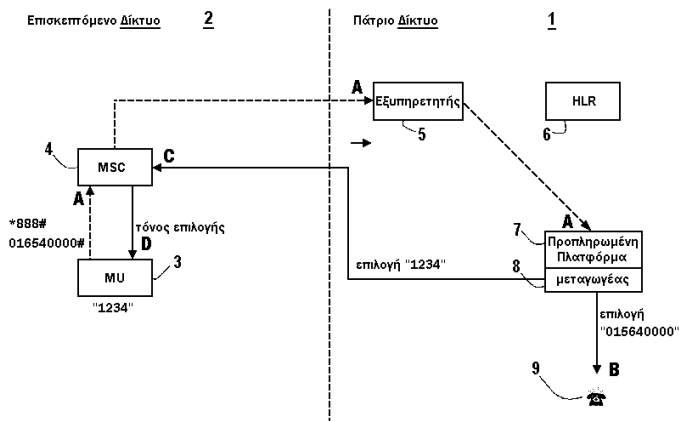 Επισκεπτόμενο Δίκτυο 2
Πάτριο Δίκτυο 1
A
Εξυπηρετητής
5
HLR
6
4
MSC
C
A
*888#
016540000#
τόνος επιλογής
D
3
MU
"1234"
επιλογή "1234"
A
7
Προπληρωμένη
Πλατφόρμα
8
μεταγωγέας
επιλογή
"015640000"
B
9